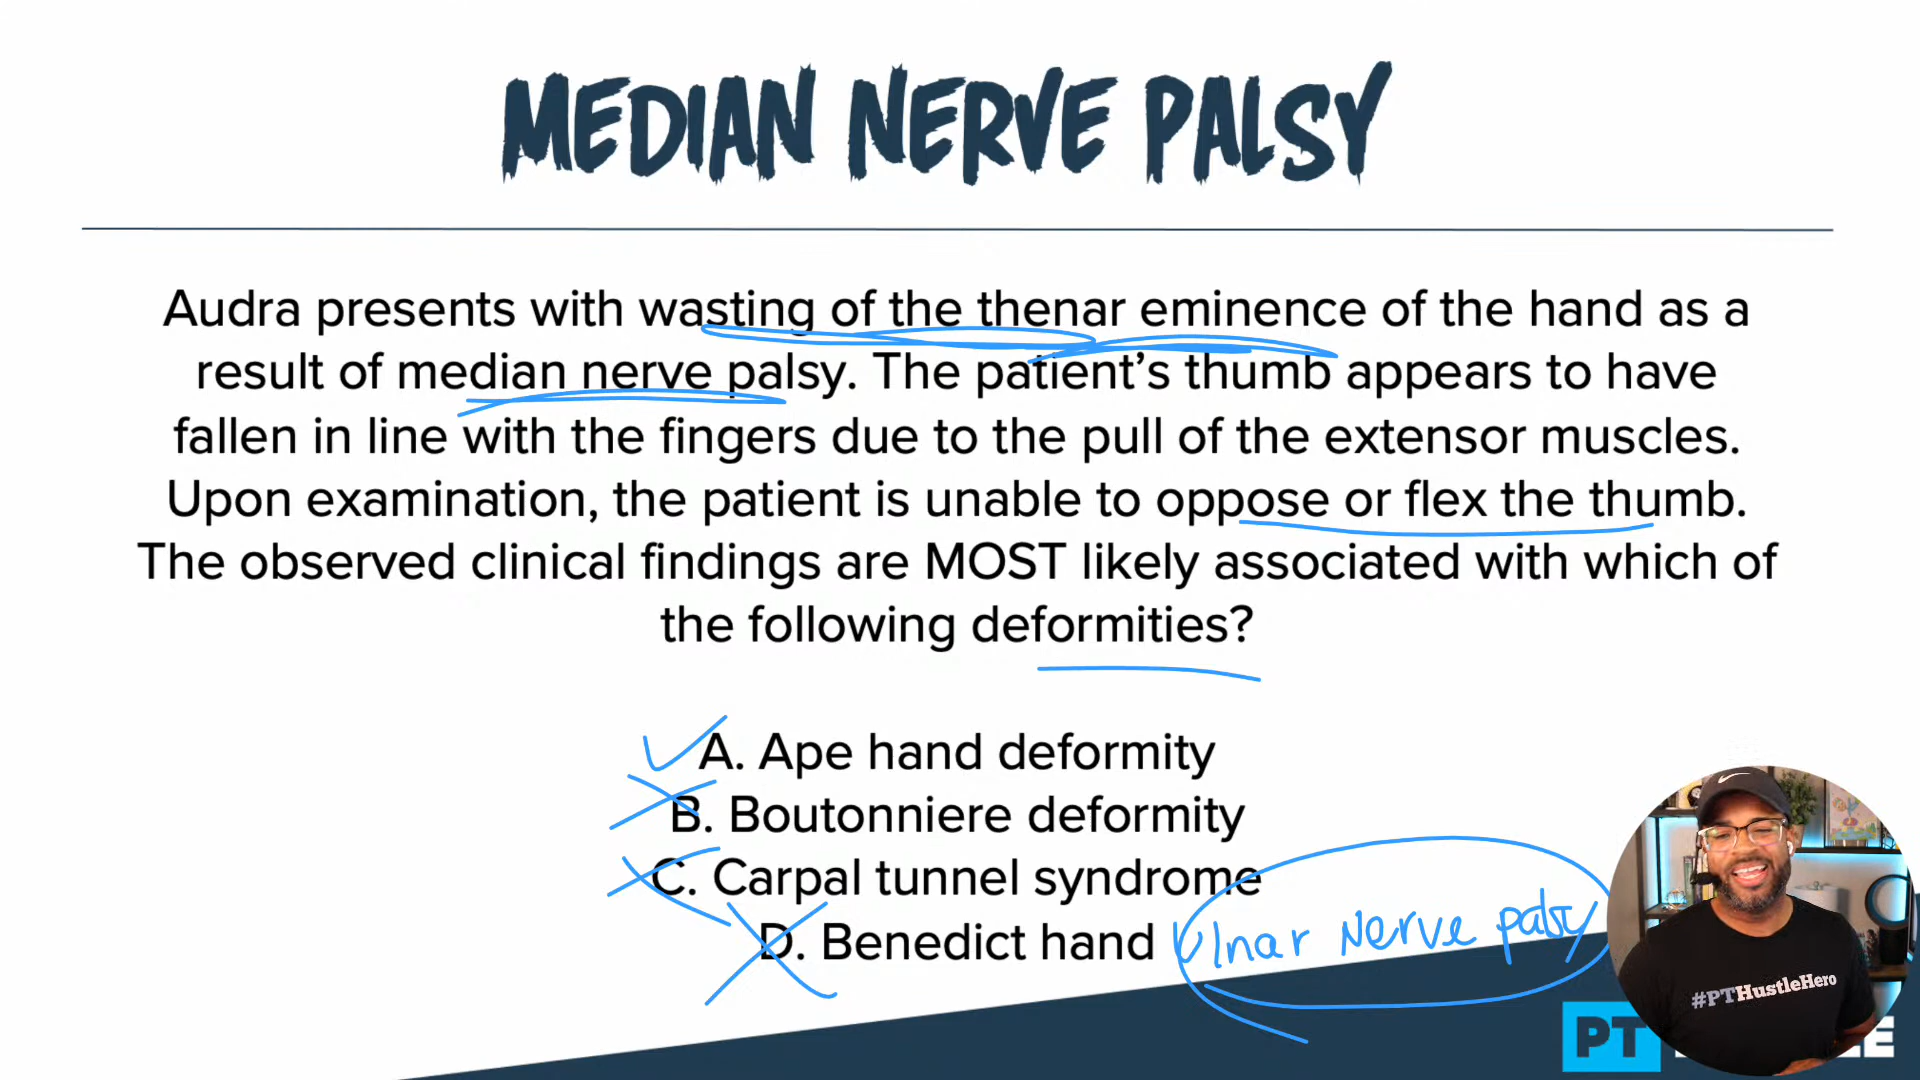 MEDIAN NERVE PALSY
Audra presents with wasting of the thenar eminence of the hand as a
result of median nerve palsy. The patient’s thumb appears to have
fallen in line with the fingers due to the pull of the extensor muscles.
Upon examination, the patient is unable to oppose or flex the thumb.
The observed clinical findings are MOST likely associated with which of
the following deformities?
A. Ape hand deformity
B. Boutonniere deformity
C. Carpal tunnel syndrome
D. Benedict hand Ulnar Nerve palsy
#PTHustleHero
PT